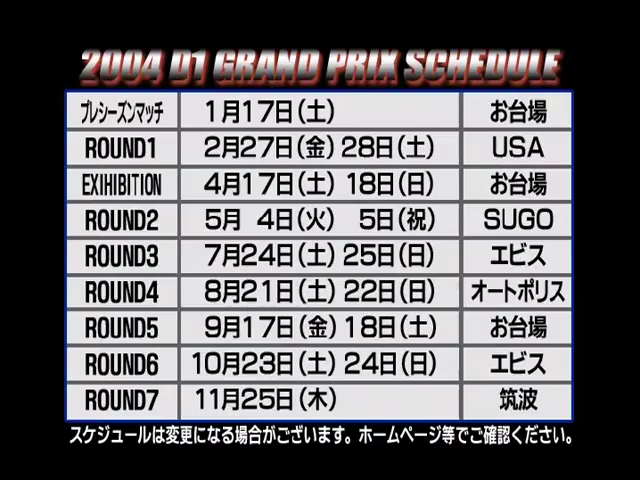 2004 D1 GRAND PRIX SCHEDULE
プレシーズンマッチ 1月17日(土) お台場
ROUND1 2月27日(金) 28日(土) USA
EXIHIBITION 4月17日(土) 18日(日) お台場
ROUND2 5月 4日(火) 5日(祝) SUGO
ROUND3 7月24日(土) 25日(日) エビス
ROUND4 8月21日(土) 22日(日) オートポリス
ROUND5 9月17日(金) 18日(土) お台場
ROUND6 10月23日(土) 24日(日) エビス
ROUND7 11月25日(木) 筑波
スケジュールは変更になる場合がございます。ホームページ等でご確認ください。